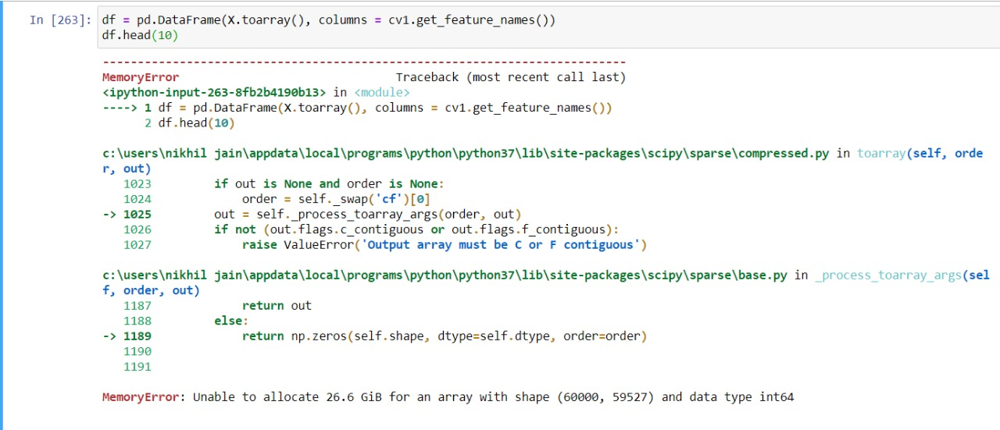 In [263]: df = pd.DataFrame(X.toarray(), columns = cv1.get_feature_names())
df.head(10)
---------------------------------------------------------------------------
MemoryError                               Traceback (most recent call last)
<ipython-input-263-8fb2b4190b13> in <module>
----> 1 df = pd.DataFrame(X.toarray(), columns = cv1.get_feature_names())
      2 df.head(10)
c:\users\nikhil jain\appdata\local\programs\python\python37\lib\site-packages\scipy\sparse\compressed.py in toarray(self, orde
r, out)
   1023         if out is None and order is None:
   1024             order = self._swap('cf')[0]
-> 1025         out = self._process_toarray_args(order, out)
   1026         if not (out.flags.c_contiguous or out.flags.f_contiguous):
   1027             raise ValueError('Output array must be C or F contiguous')
c:\users\nikhil jain\appdata\local\programs\python\python37\lib\site-packages\scipy\sparse\base.py in _process_toarray_args(sel
f, order, out)
   1187             return out
   1188         else:
-> 1189             return np.zeros(self.shape, dtype=self.dtype, order=order)
   1190
   1191
MemoryError: Unable to allocate 26.6 GiB for an array with shape (60000, 59527) and data type int64